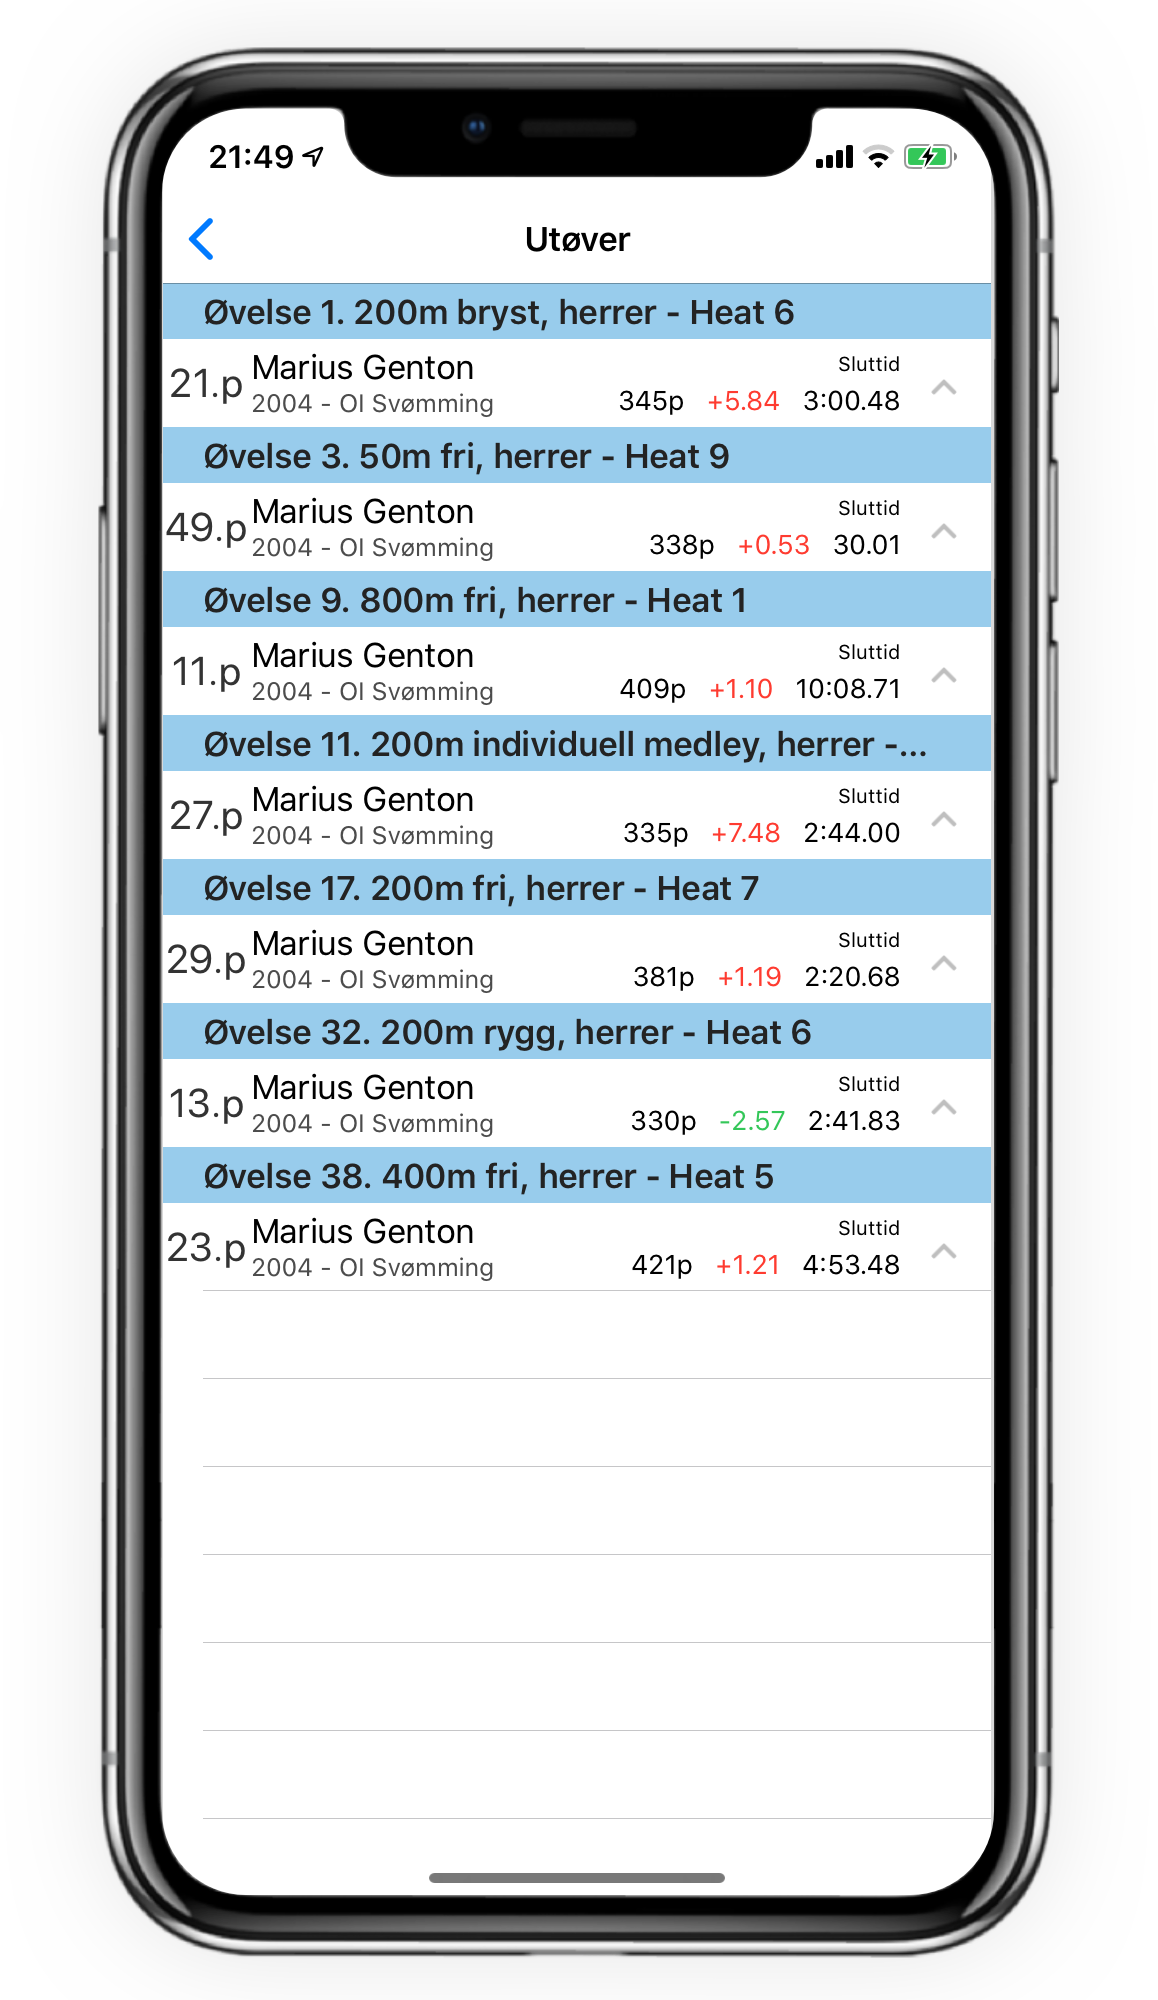 21:49
Utøver
Øvelse 1. 200m bryst, herrer - Heat 6
21.p Marius Genton Sluttid
2004 - OI Svømming 345p +5.84 3:00.48
Øvelse 3. 50m fri, herrer - Heat 9
49.p Marius Genton Sluttid
2004 - OI Svømming 338p +0.53 30.01
Øvelse 9. 800m fri, herrer - Heat 1
11.p Marius Genton Sluttid
2004 - OI Svømming 409p +1.10 10:08.71
Øvelse 11. 200m individuell medley, herrer -...
27.p Marius Genton Sluttid
2004 - OI Svømming 335p +7.48 2:44.00
Øvelse 17. 200m fri, herrer - Heat 7
29.p Marius Genton Sluttid
2004 - OI Svømming 381p +1.19 2:20.68
Øvelse 32. 200m rygg, herrer - Heat 6
13.p Marius Genton Sluttid
2004 - OI Svømming 330p -2.57 2:41.83
Øvelse 38. 400m fri, herrer - Heat 5
23.p Marius Genton Sluttid
2004 - OI Svømming 421p +1.21 4:53.48